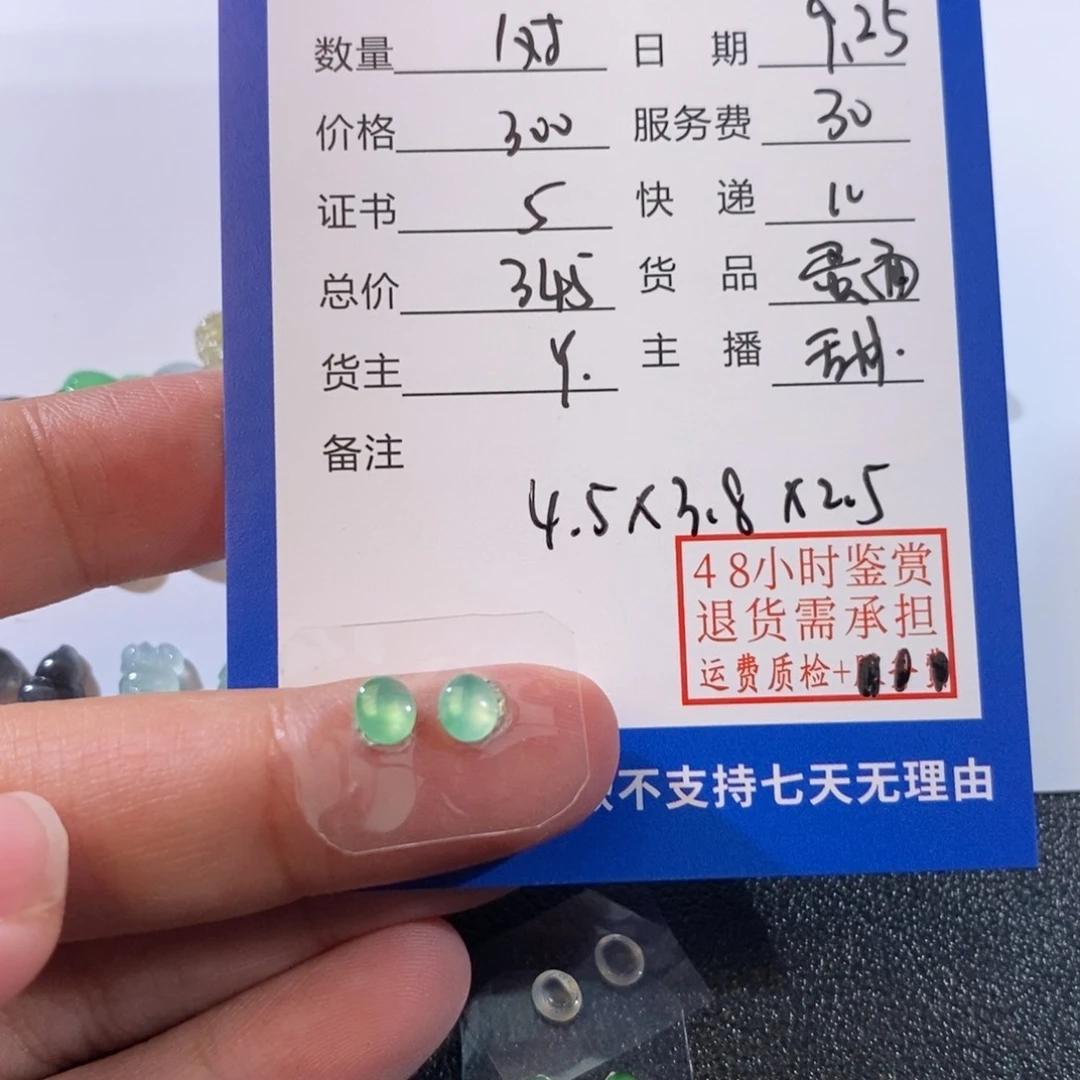 数量 1对 日期 9.25
价格 300 服务费 30
证书 5 快递 10
总价 345 货品 蛋面
货主 Y. 主播
备注
4.5×3.8×2.5
48小时鉴赏
退货需承担
运费质检+
不支持七天无理由